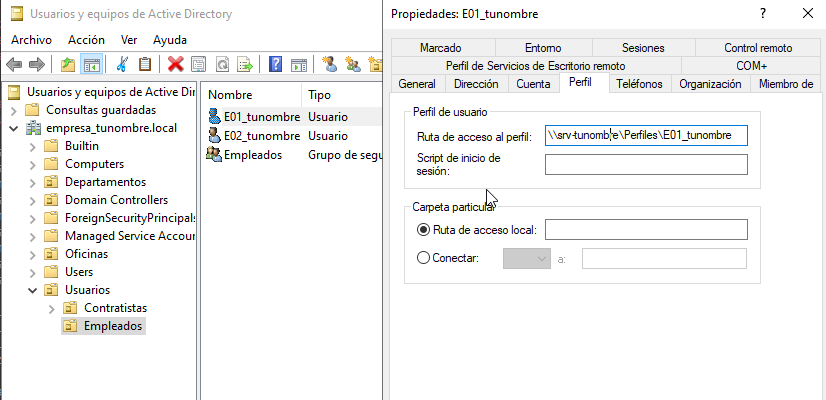 Usuarios y equipos de Active Directory
Archivo Acción Ver Ayuda
Usuarios y equipos de Active Direc
Consultas guardadas
empresa_tunombre.local
Builtin
Computers
Departamentos
Domain Controllers
ForeignSecurityPrincipals
Managed Service Accour
Oficinas
Users
Usuarios
Contratistas
Empleados
Nombre Tipo
E01_tunombre Usuario
E02_tunombre Usuario
Empleados Grupo de segu
Propiedades: E01_tunombre
Marcado Entorno Sesiones Control remoto
Perfil de Servicios de Escritorio remoto COM+
General Dirección Cuenta Perfil Teléfonos Organización Miembro de
Perfil de usuario
Ruta de acceso al perfil: \\srv-tunombre\Perfiles\E01_tunombre
Script de inicio de
sesión:
Carpeta particular
Ruta de acceso local:
Conectar: a: